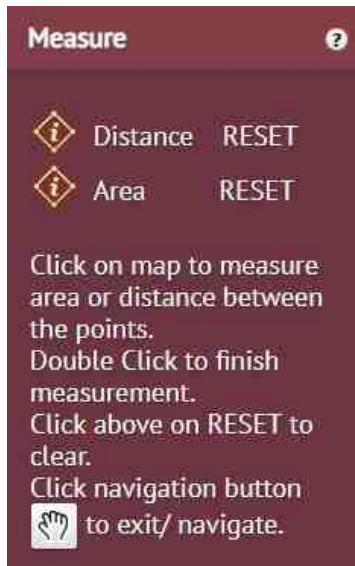 Measure ?
i Distance RESET
i Area RESET
Click on map to measure
area or distance between
the points.
Double Click to finish
measurement.
Click above on RESET to
clear.
Click navigation button
to exit/ navigate.